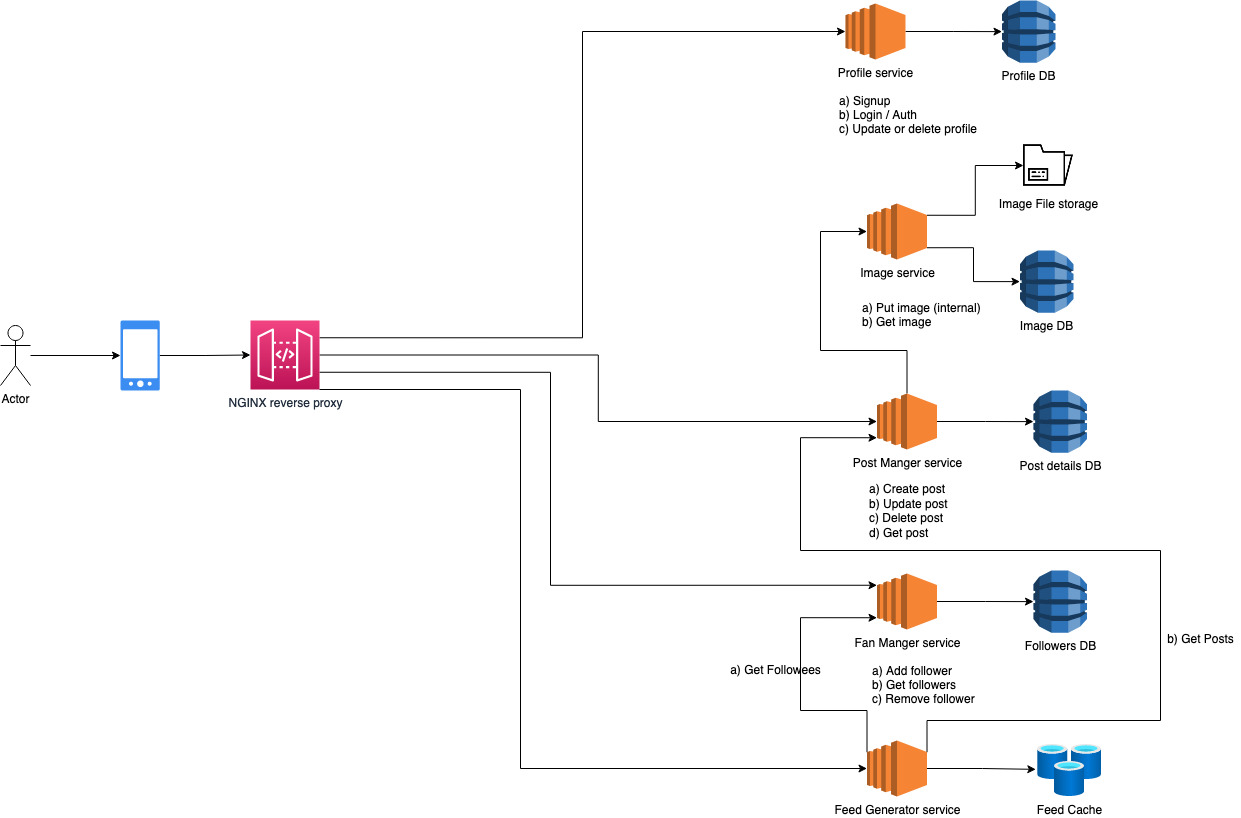 Profile service
Profile DB
a) Signup
b) Login / Auth
c) Update or delete profile
Image File storage
Image service
a) Put image (internal)
b) Get image
Image DB
Actor
</>
NGINX reverse proxy
Post Manger service
Post details DB
a) Create post
b) Update post
c) Delete post
d) Get post
Fan Manger service
Followers DB
b) Get Posts
a) Get Followees
a) Add follower
b) Get followers
c) Remove follower
Feed Generator service
Feed Cache